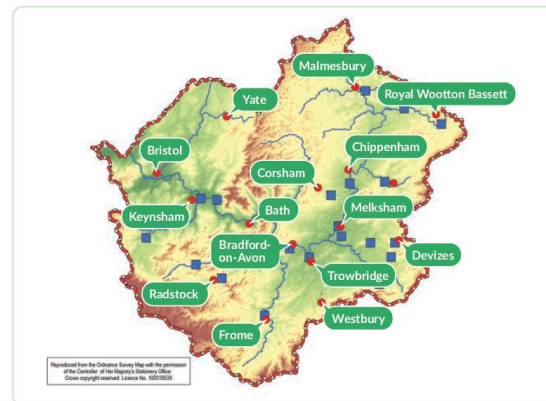 Malmesbury
Royal Wootton Bassett
Yate
Bristol
Chippenham
Corsham
Keynsham
Bath
Melksham
Bradford-
on-Avon
Devizes
Trowbridge
Radstock
Westbury
Frome
Reproduced from the Ordnance Survey Map with the permission
of the Controller of Her Majesty's Stationery Office.
Crown copyright reserved. Licence No. 100019539